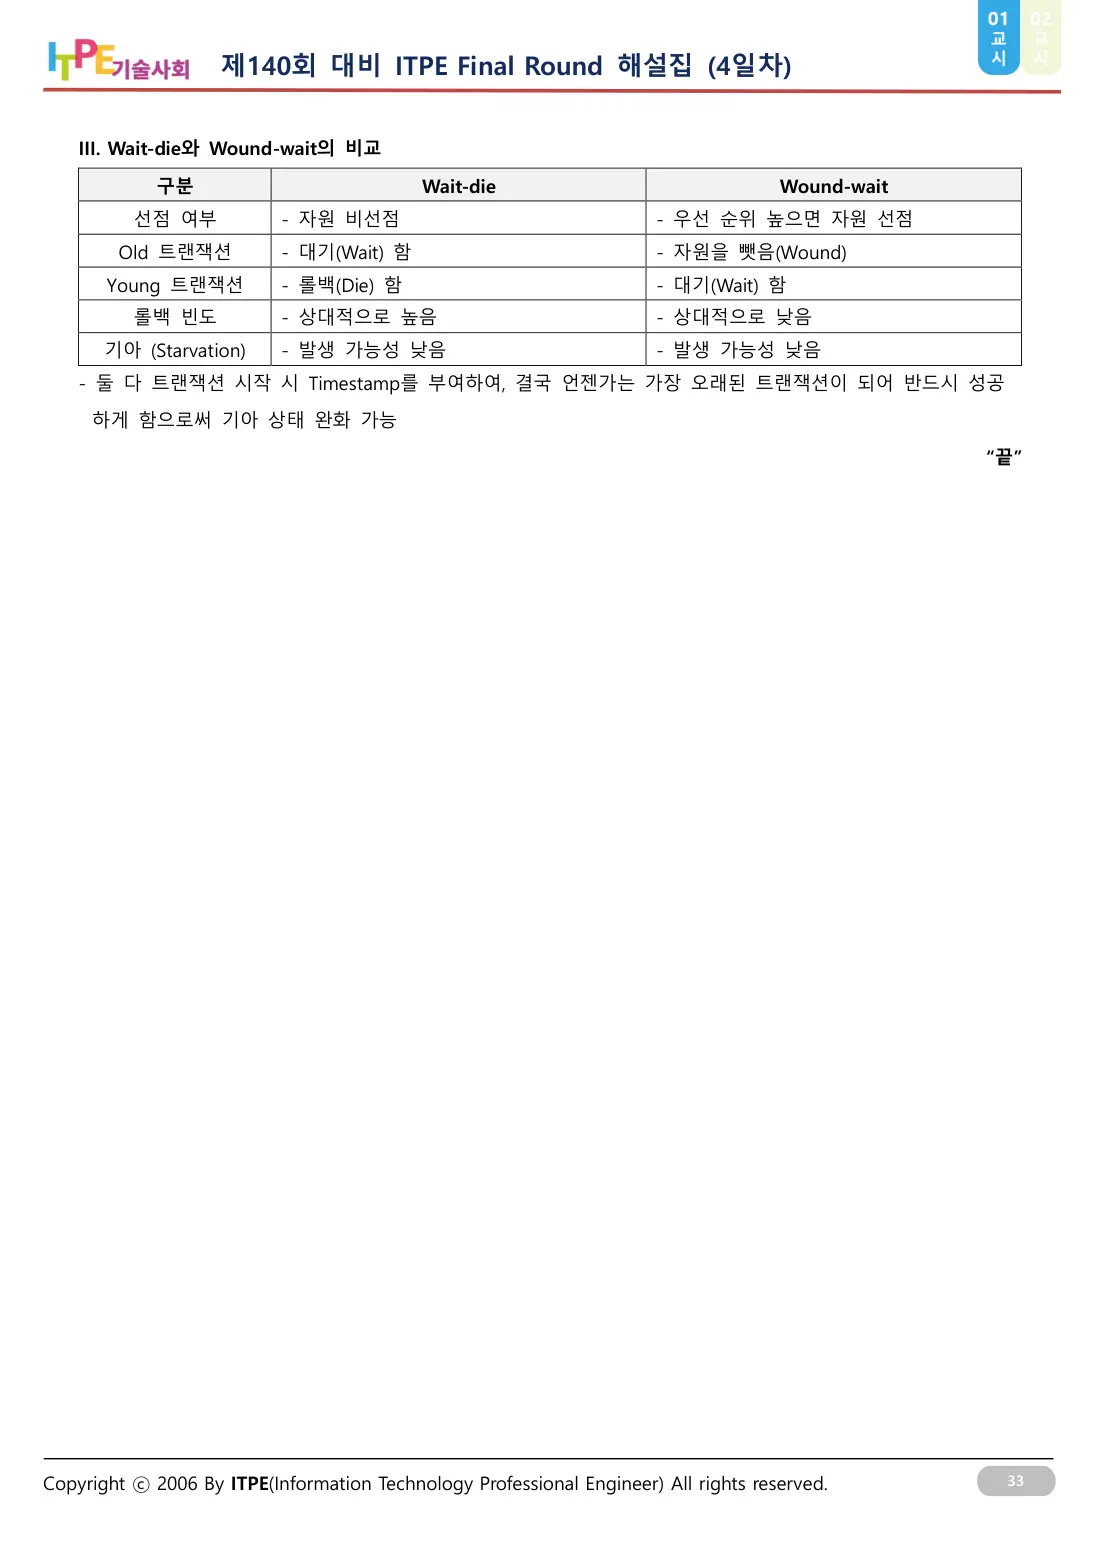 ITPE기술사회 제140회 대비 ITPE Final Round 해설집 (4일차)
01 교시
02 교시
III. Wait-die와 Wound-wait의 비교
구분 Wait-die Wound-wait
선점 여부 - 자원 비선점 - 우선 순위 높으면 자원 선점
Old 트랜잭션 - 대기(Wait) 함 - 자원을 뺏음(Wound)
Young 트랜잭션 - 롤백(Die) 함 - 대기(Wait) 함
롤백 빈도 - 상대적으로 높음 - 상대적으로 낮음
기아 (Starvation) - 발생 가능성 낮음 - 발생 가능성 낮음
- 둘 다 트랜잭션 시작 시 Timestamp를 부여하여, 결국 언젠가는 가장 오래된 트랜잭션이 되어 반드시 성공
하게 함으로써 기아 상태 완화 가능
“끝”
Copyright ⓒ 2006 By ITPE(Information Technology Professional Engineer) All rights reserved.
33